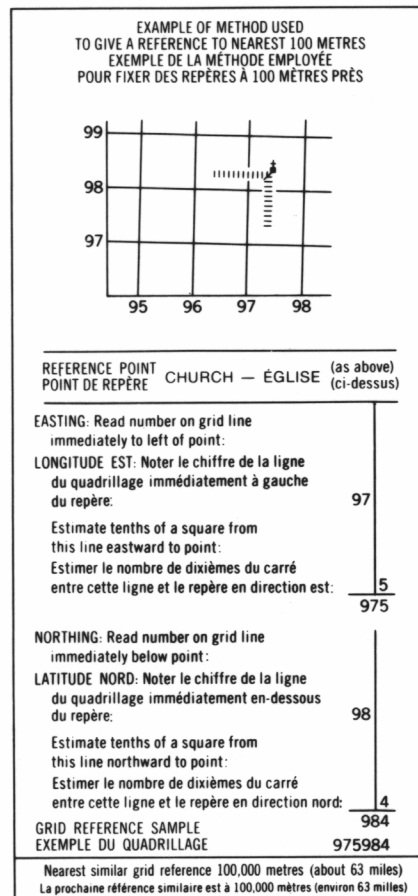 EXAMPLE OF METHOD USED
TO GIVE A REFERENCE TO NEAREST 100 METRES
EXEMPLE DE LA MÉTHODE EMPLOYÉE
POUR FIXER DES REPÈRES À 100 MÈTRES PRÈS
99
98
97
95 96 97 98
REFERENCE POINT CHURCH — ÉGLISE (as above)
POINT DE REPÈRE (ci-dessus)
EASTING: Read number on grid line
immediately to left of point:
LONGITUDE EST: Noter le chiffre de la ligne
du quadrillage immédiatement à gauche
du repère: 97
Estimate tenths of a square from
this line eastward to point:
Estimer le nombre de dixièmes du carré
entre cette ligne et le repère en direction est: 5
975
NORTHING: Read number on grid line
immediately below point:
LATITUDE NORD: Noter le chiffre de la ligne
du quadrillage immédiatement en-dessous
du repère: 98
Estimate tenths of a square from
this line northward to point:
Estimer le nombre de dixièmes du carré
entre cette ligne et le repère en direction nord: 4
GRID REFERENCE SAMPLE 984
EXEMPLE DU QUADRILLAGE 975984
Nearest similar grid reference 100,000 metres (about 63 miles)
La prochaine référence similaire est à 100,000 mètres (environ 63 milles)